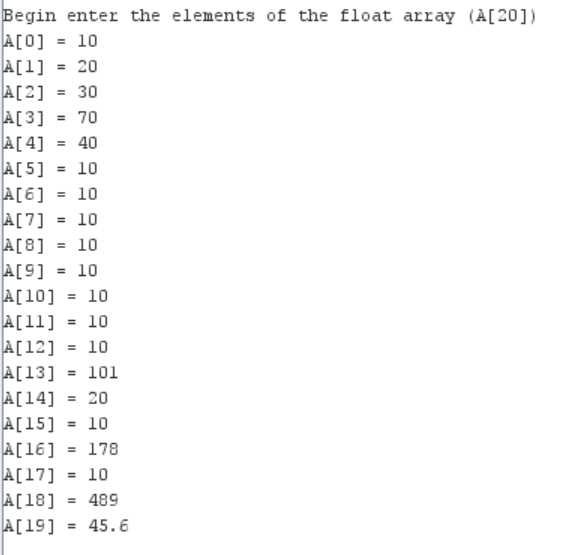 Begin enter the elements of the float array (A[20])
A[0] = 10
A[1] = 20
A[2] = 30
A[3] = 70
A[4] = 40
A[5] = 10
A[6] = 10
A[7] = 10
A[8] = 10
A[9] = 10
A[10] = 10
A[11] = 10
A[12] = 10
A[13] = 101
A[14] = 20
A[15] = 10
A[16] = 178
A[17] = 10
A[18] = 489
A[19] = 45.6